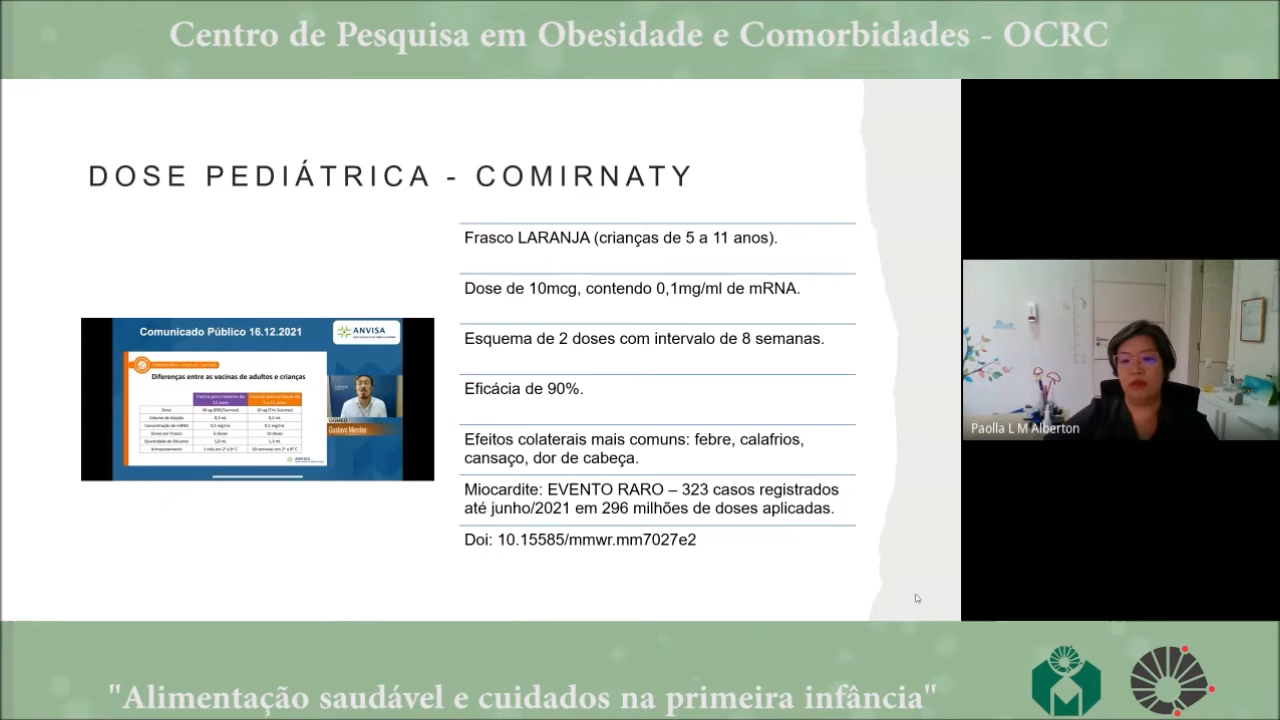 Centro de Pesquisa em Obesidade e Comorbidades - OCRC
DOSE PEDIÁTRICA - COMIRNATY
Frasco LARANJA (crianças de 5 a 11 anos).
Dose de 10mcg, contendo 0,1mg/ml de mRNA.
Esquema de 2 doses com intervalo de 8 semanas.
Eficácia de 90%.
Efeitos colaterais mais comuns: febre, calafrios,
cansaço, dor de cabeça.
Miocardite: EVENTO RARO – 323 casos registrados
até junho/2021 em 296 milhões de doses aplicadas.
Doi: 10.15585/mmwr.mm7027e2
Comunicado Público 16.12.2021
ANVISA
Diferenças entre as vacinas de adultos e crianças
GGMED
Gustavo Mendes
ANVISA
Paolla L M Alberton
"Alimentação saudável e cuidados na primeira infância"